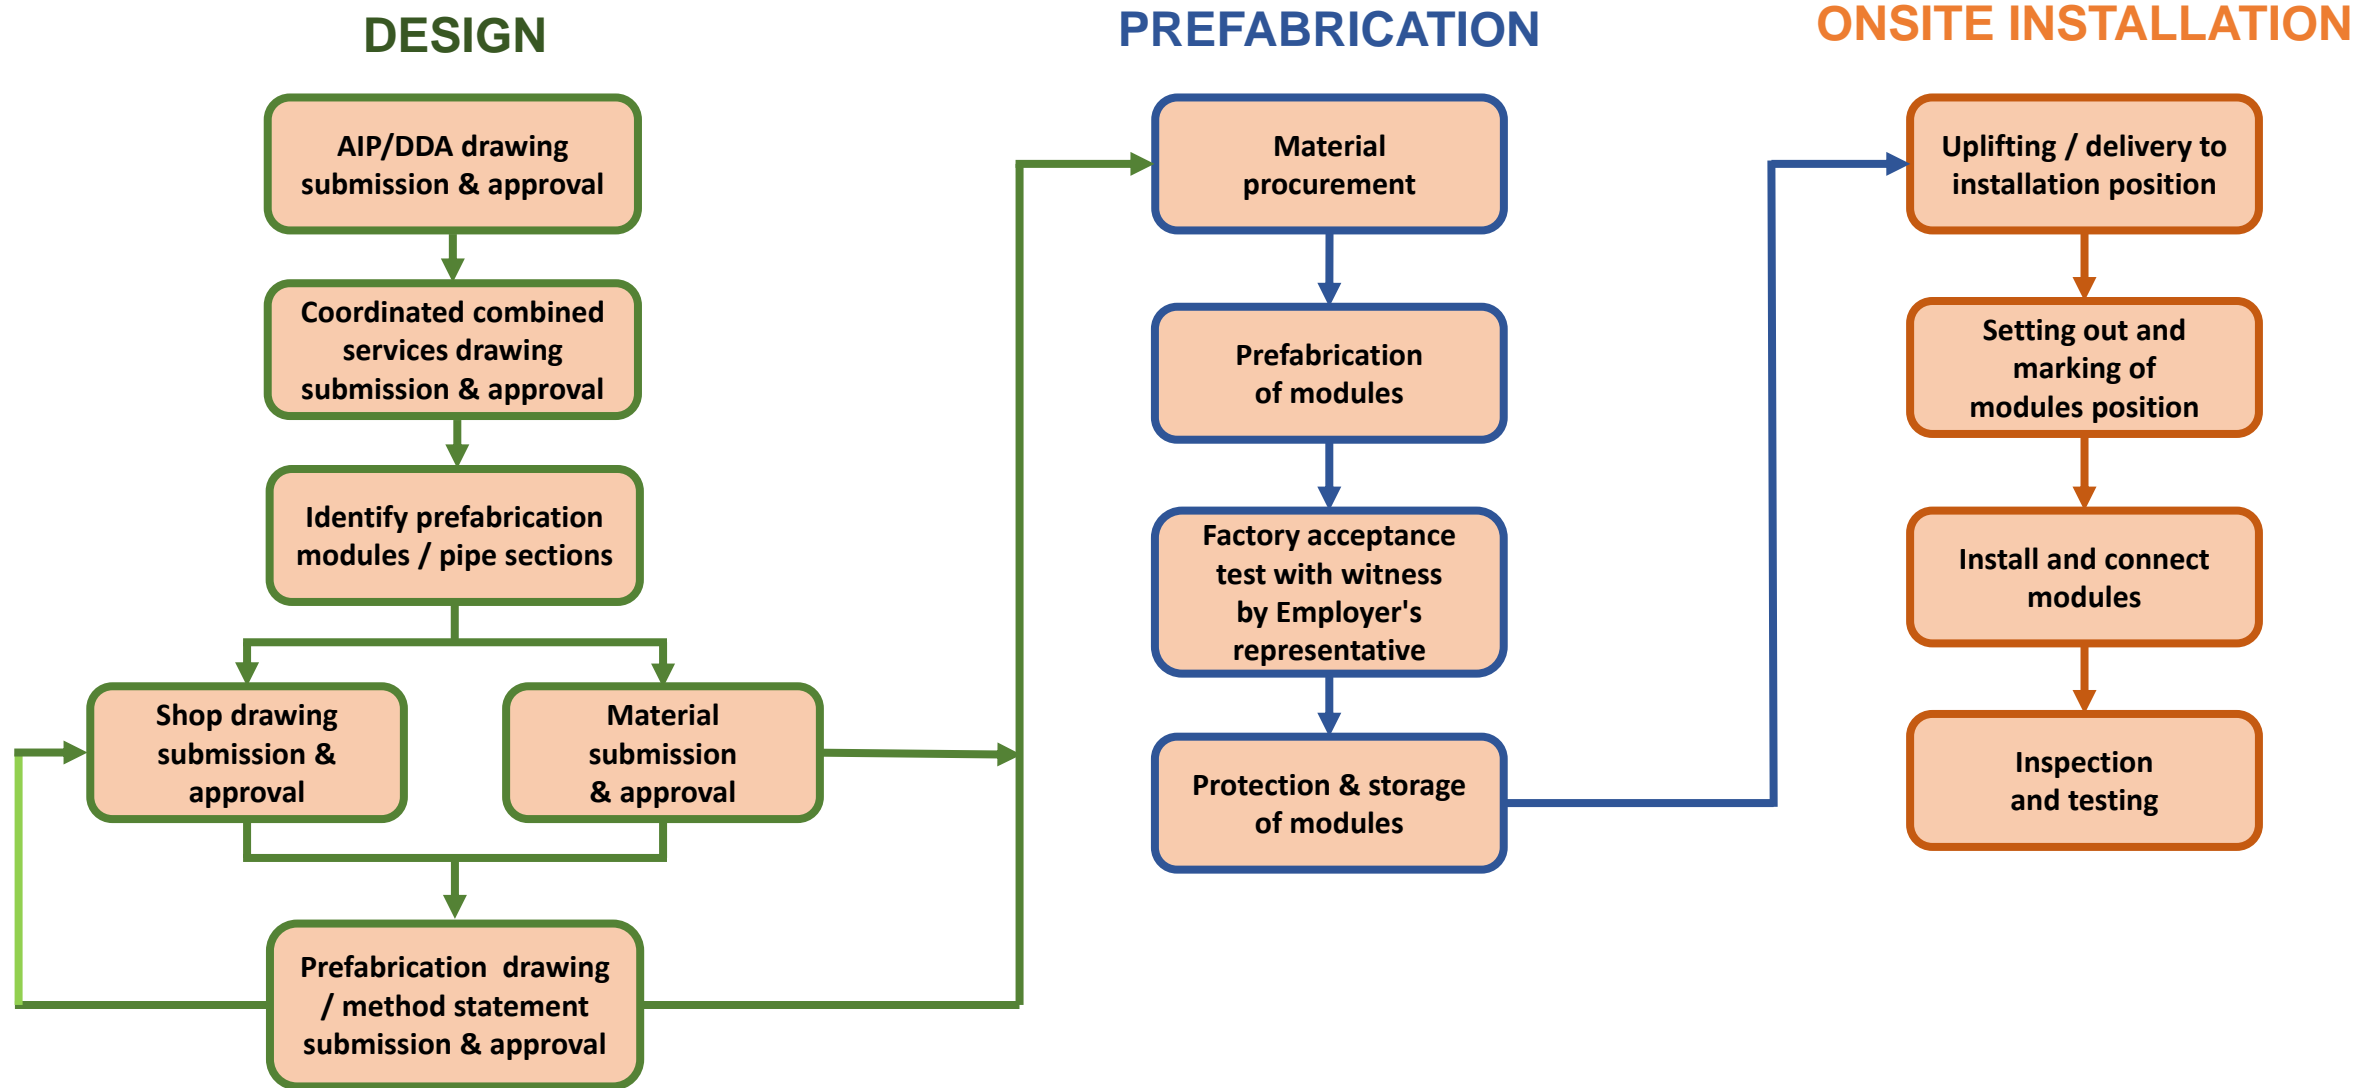 DESIGN
AIP/DDA drawing
submission & approval
Coordinated combined
services drawing
submission & approval
Identify prefabrication
modules / pipe sections
Shop drawing
submission &
approval
Material
submission
& approval
Prefabrication  drawing
/ method statement
submission & approval
PREFABRICATION
Material
procurement
Prefabrication
of modules
Factory acceptance
test with witness
by Employer's
representative
Protection & storage
of modules
ONSITE INSTALLATION
Uplifting / delivery to
installation position
Setting out and
marking of
modules position
Install and connect
modules
Inspection
and testing